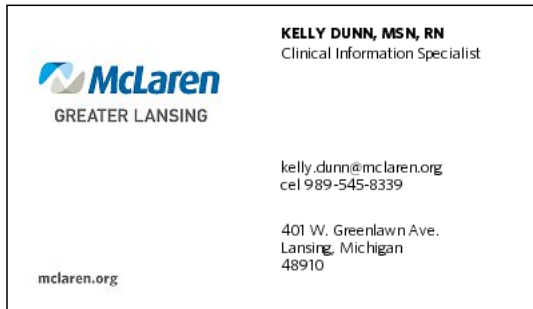 McLaren
GREATER LANSING
mclaren.org
KELLY DUNN, MSN, RN
Clinical Information Specialist
kelly.dunn@mclaren.org
cel 989-545-8339
401 W. Greenlawn Ave.
Lansing, Michigan
48910